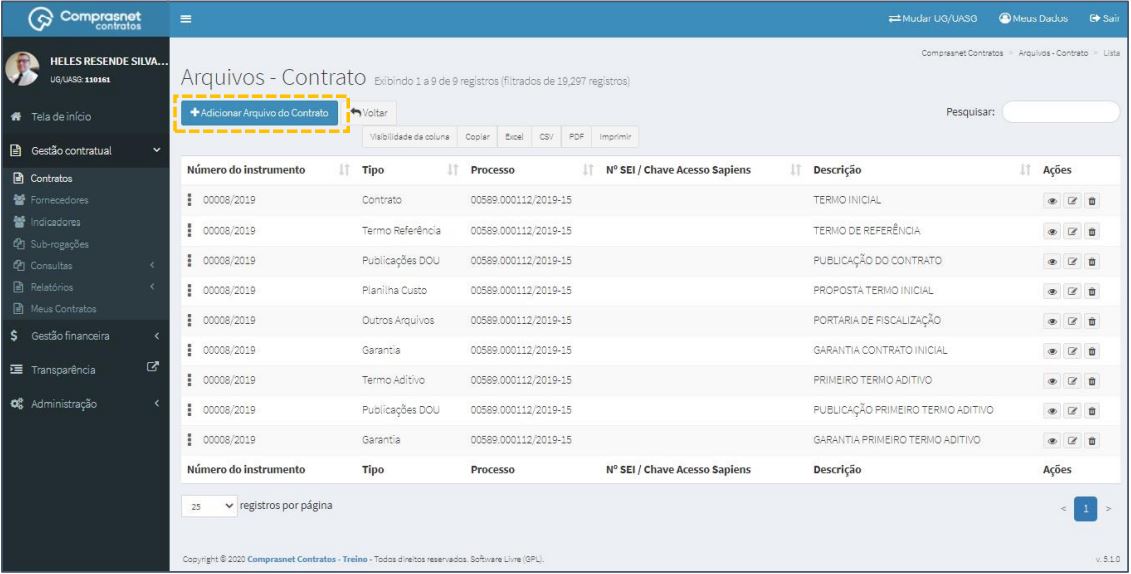 Comprasnet
contratos
Mudar UG/UASG Meus Dados Sair
HELES RESENDE SILVA...
UG/UASG: 110161
Comprasnet Contratos > Arquivos - Contrato > Lista
Arquivos - Contrato Exibindo 1 a 9 de 9 registros (filtrados de 19,297 registros)
+Adicionar Arquivo do Contrato Voltar Pesquisar:
Visibilidade da coluna Copiar Excel CSV PDF Imprimir
Tela de início
Gestão contratual
Contratos
Fornecedores
Indicadores
Sub-rogações
Consultas
Relatórios
Meus Contratos
Gestão financeira
Transparência
Administração
Número do instrumento Tipo Processo Nº SEI / Chave Acesso Sapiens Descrição Ações
00008/2019 Contrato 00589.000112/2019-15 TERMO INICIAL
00008/2019 Termo Referência 00589.000112/2019-15 TERMO DE REFERÊNCIA
00008/2019 Publicações DOU 00589.000112/2019-15 PUBLICAÇÃO DO CONTRATO
00008/2019 Planilha Custo 00589.000112/2019-15 PROPOSTA TERMO INICIAL
00008/2019 Outros Arquivos 00589.000112/2019-15 PORTARIA DE FISCALIZAÇÃO
00008/2019 Garantia 00589.000112/2019-15 GARANTIA CONTRATO INICIAL
00008/2019 Termo Aditivo 00589.000112/2019-15 PRIMEIRO TERMO ADITIVO
00008/2019 Publicações DOU 00589.000112/2019-15 PUBLICAÇÃO PRIMEIRO TERMO ADITIVO
00008/2019 Garantia 00589.000112/2019-15 GARANTIA PRIMEIRO TERMO ADITIVO
Número do instrumento Tipo Processo Nº SEI / Chave Acesso Sapiens Descrição Ações
25 registros por página < 1 >
Copyright © 2020 Comprasnet Contratos - Treino - Todos direitos reservados. Software Livre (GPL). v. 5.1.0